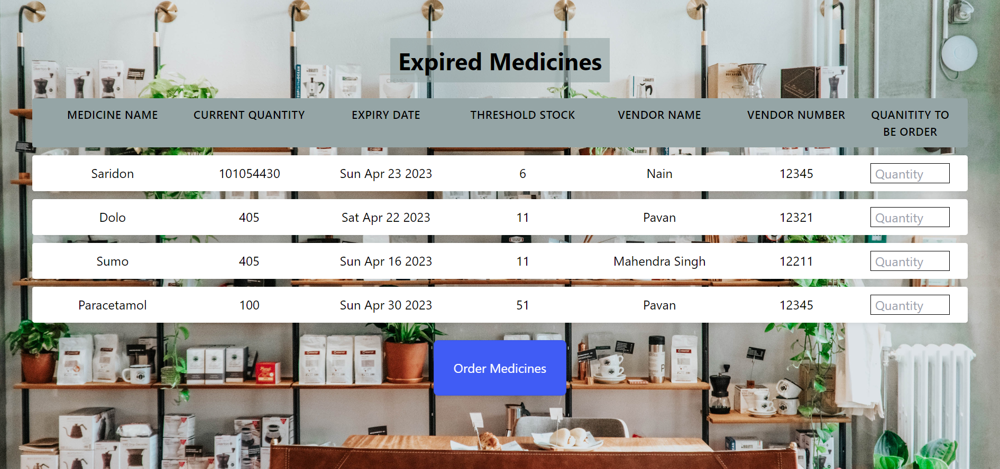 Expired Medicines
MEDICINE NAME CURRENT QUANTITY EXPIRY DATE THRESHOLD STOCK VENDOR NAME VENDOR NUMBER QUANITITY TO
BE ORDER
Saridon 101054430 Sun Apr 23 2023 6 Nain 12345 Quantity
Dolo 405 Sat Apr 22 2023 11 Pavan 12321 Quantity
Sumo 405 Sun Apr 16 2023 11 Mahendra Singh 12211 Quantity
Paracetamol 100 Sun Apr 30 2023 51 Pavan 12345 Quantity
Order Medicines